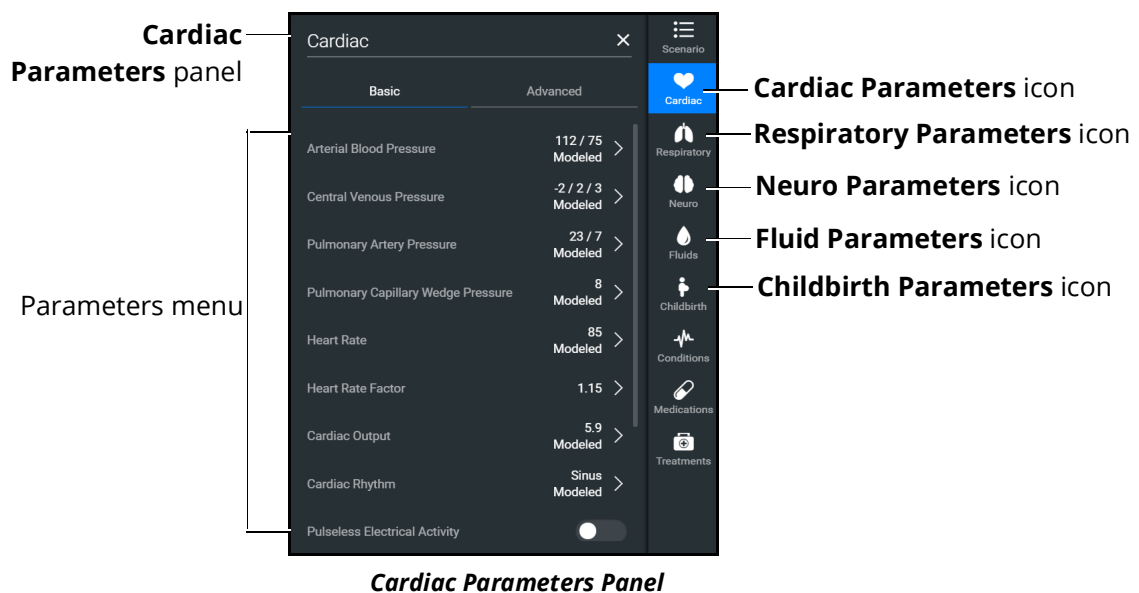 Cardiac
Parameters panel
Parameters menu
Cardiac
Basic Advanced
Arterial Blood Pressure 112 / 75
Modeled
Central Venous Pressure -2 / 2 / 3
Modeled
Pulmonary Artery Pressure 23 / 7
Modeled
Pulmonary Capillary Wedge Pressure 8
Modeled
Heart Rate 85
Modeled
Heart Rate Factor 1.15
Cardiac Output 5.9
Modeled
Cardiac Rhythm Sinus
Modeled
Pulseless Electrical Activity
Scenario
Cardiac
Respiratory
Neuro
Fluids
Childbirth
Conditions
Medications
Treatments
Cardiac Parameters icon
Respiratory Parameters icon
Neuro Parameters icon
Fluid Parameters icon
Childbirth Parameters icon
Cardiac Parameters Panel